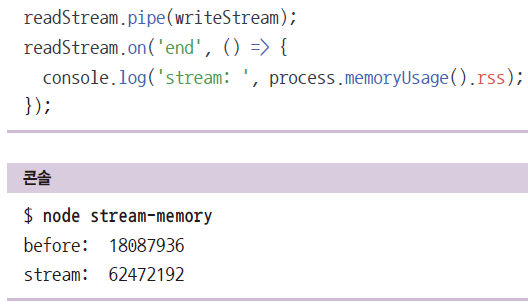 readStream.pipe(writeStream);
readStream.on('end', () => {
  console.log('stream: ', process.memoryUsage().rss);
});
콘솔
$ node stream-memory
before:  18087936
stream:  62472192